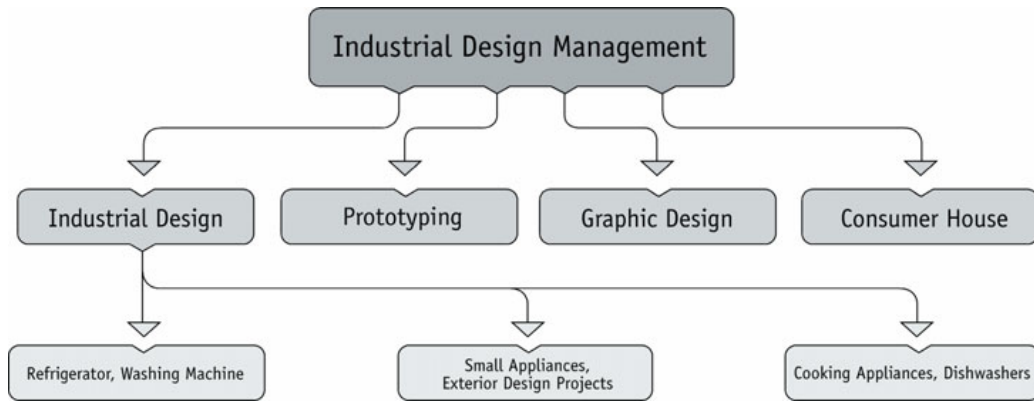 Industrial Design Management
Industrial Design
Prototyping
Graphic Design
Consumer House
Refrigerator, Washing Machine
Small Appliances,
Exterior Design Projects
Cooking Appliances, Dishwashers